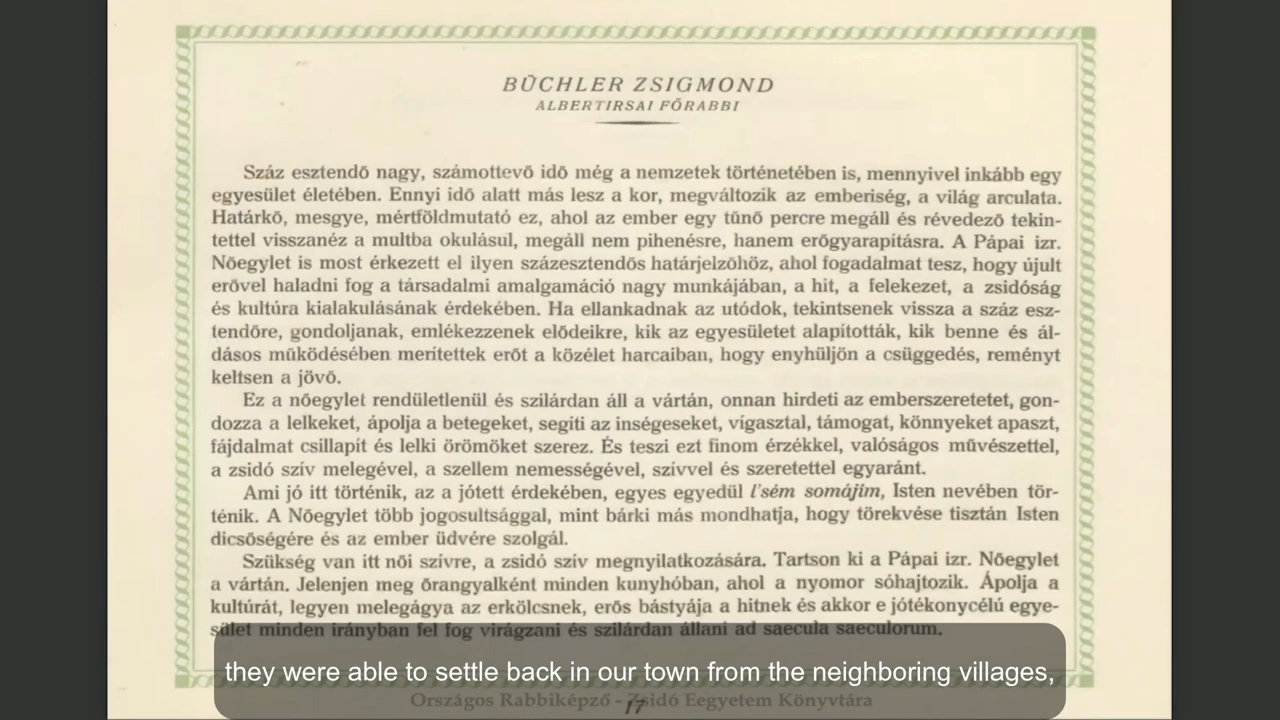 BÜCHLER ZSIGMOND
ALBERTIRSAI FŐRABBI
Száz esztendő nagy, számottevő idő még a nemzetek történetében is, mennyivel inkább egy
egyesület életében. Ennyi idő alatt más lesz a kor, megváltozik az emberiség, a világ arculata.
Határkő, mesgye, mértföldmutató ez, ahol az ember egy tűnő percre megáll és révedező tekin-
tettel visszanéz a multba okulásul, megáll nem pihenésre, hanem erőgyarapításra. A Pápai izr.
Nőegylet is most érkezett el ilyen százesztendős határjelzőhöz, ahol fogadalmat tesz, hogy újult
erővel haladni fog a társadalmi amalgamáció nagy munkájában, a hit, a felekezet, a zsidóság
és kultúra kialakulásának érdekében. Ha ellankadnak az utódok, tekintsenek vissza a száz esz-
tendőre, gondoljanak, emlékezzenek elődeikre, kik az egyesületet alapították, kik benne és ál-
dásos működésében merítettek erőt a közélet harcaiban, hogy enyhüljön a csüggedés, reményt
keltsen a jövő.
Ez a nőegylet rendületlenül és szilárdan áll a vártán, onnan hirdeti az emberszeretetet, gon-
dozza a lelkeket, ápolja a betegeket, segíti az inségeseket, vigasztal, támogat, könnyeket apaszt,
fájdalmat csillapít és lelki örömöket szerez. És teszi ezt finom érzékkel, valóságos művészettel,
a zsidó szív melegével, a szellem nemességével, szívvel és szeretettel egyaránt.
Ami jó itt történik, az a jótett érdekében, egyes egyedül l'sém somájim, Isten nevében tör-
ténik. A Nőegylet több jogosultsággal, mint bárki más mondhatja, hogy törekvése tisztán Isten
dicsőségére és az ember üdvére szolgál.
Szükség van itt női szívre, a zsidó szív megnyilatkozására. Tartson ki a Pápai izr. Nőegylet
a vártán. Jelenjen meg őrangyalként minden kunyhóban, ahol a nyomor sóhajtozik. Ápolja a
kultúrát, legyen melegágya az erkölcsnek, erős bástyája a hitnek és akkor e jótékonycélú egye-
sület minden irányban fel fog virágzani és szilárdan állani ad saecula saeculorum.
they were able to settle back in our town from the neighboring villages,
Országos Rabbiképző - Zsidó Eegyetem Könyvtára
17